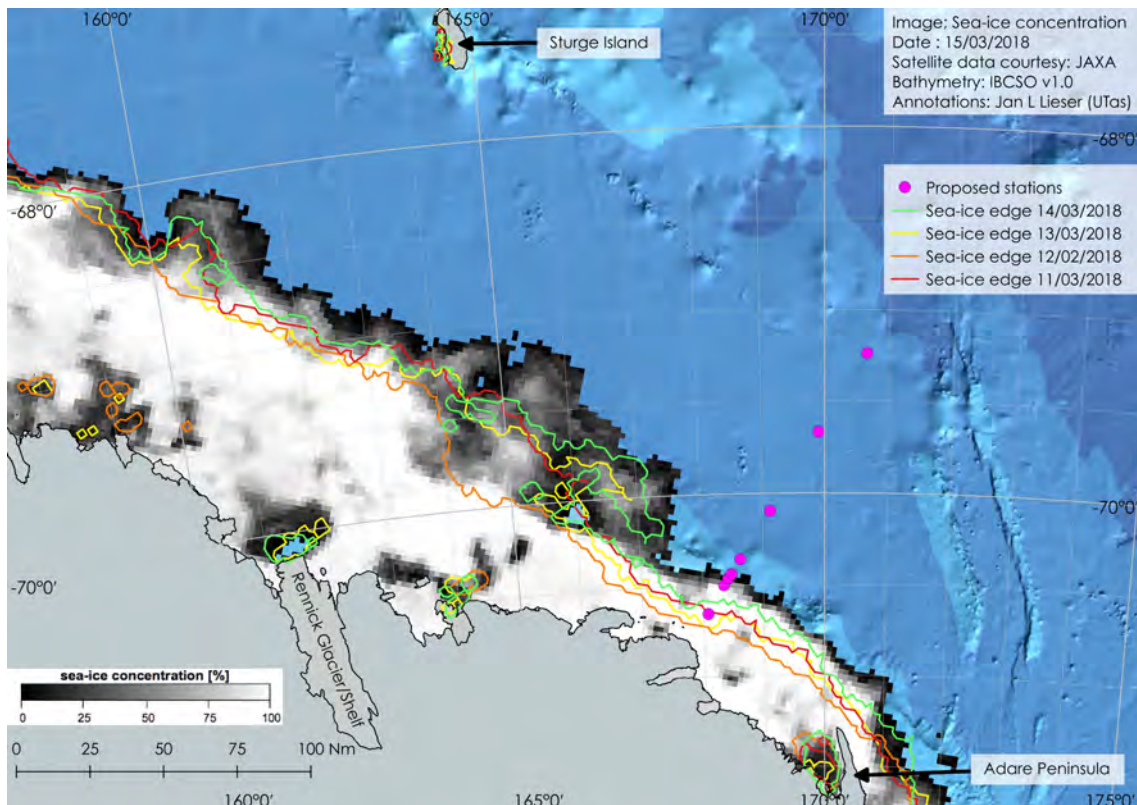 160°0'
165°0'
170°0'
Image: Sea-ice concentration
Date : 15/03/2018
Satellite data courtesy: JAXA
Bathymetry: IBCSO v1.0
Annotations: Jan L Lieser (UTas)
Sturge Island
-68°0'
Proposed stations
Sea-ice edge 14/03/2018
Sea-ice edge 13/03/2018
Sea-ice edge 12/02/2018
Sea-ice edge 11/03/2018
-68°0'
-70°0'
-70°0'
Rennick Glacier/Shelf
sea-ice concentration [%]
0 25 50 75 100
0 25 50 75 100 Nm
Adare Peninsula
160°0'
165°0'
170°0'
175°0'